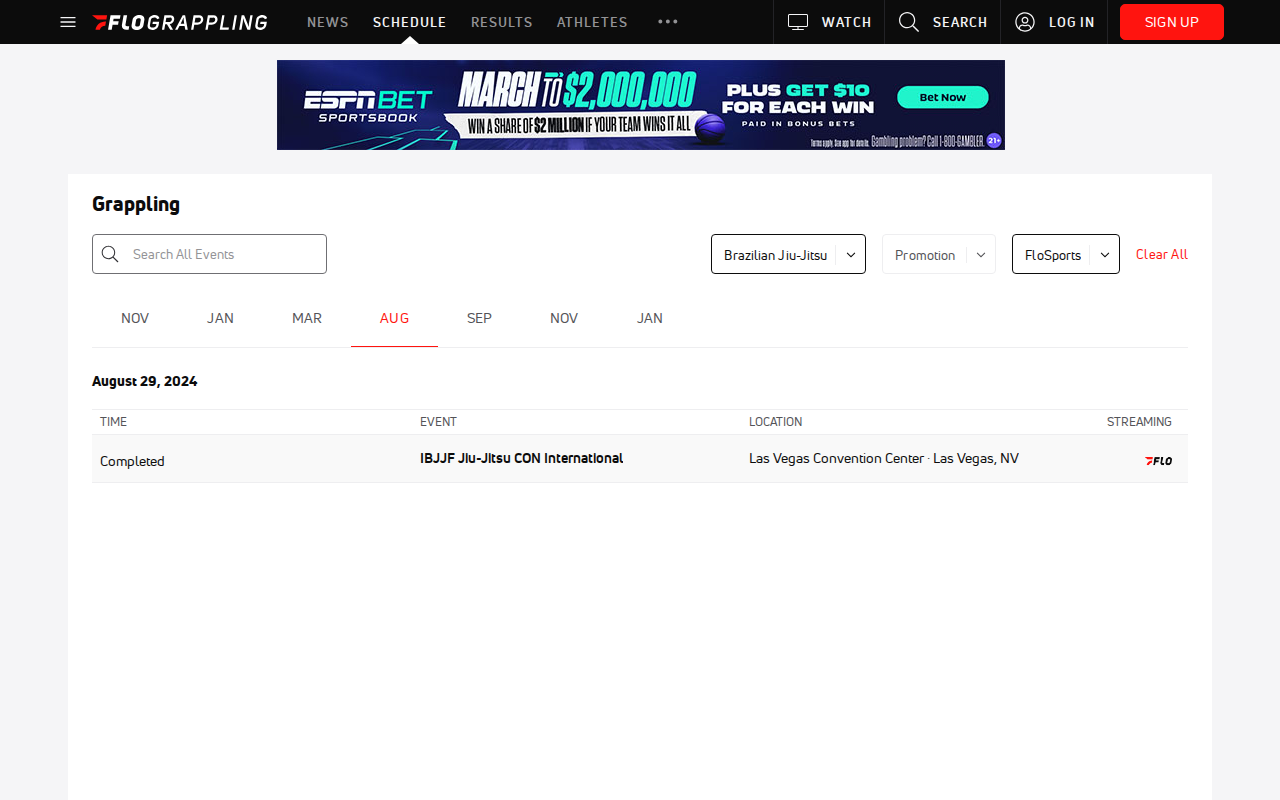 FLOGRAPPLING NEWS SCHEDULE RESULTS ATHLETES WATCH SEARCH LOG IN SIGN UP
ESPN BET SPORTSBOOK
MARCH TO $2,000,000
WIN A SHARE OF $2 MILLION IF YOUR TEAM WINS IT ALL
PLUS GET $10
FOR EACH WIN
PAID IN BONUS BETS
Bet Now
Terms apply. See app for details. Gambling problem? Call 1-800-GAMBLER. 21+
Grappling
Search All Events Brazilian Jiu-Jitsu Promotion FloSports Clear All
NOV JAN MAR AUG SEP NOV JAN
August 29, 2024
TIME EVENT LOCATION STREAMING
Completed IBJJF Jiu-Jitsu CON International Las Vegas Convention Center · Las Vegas, NV FLO